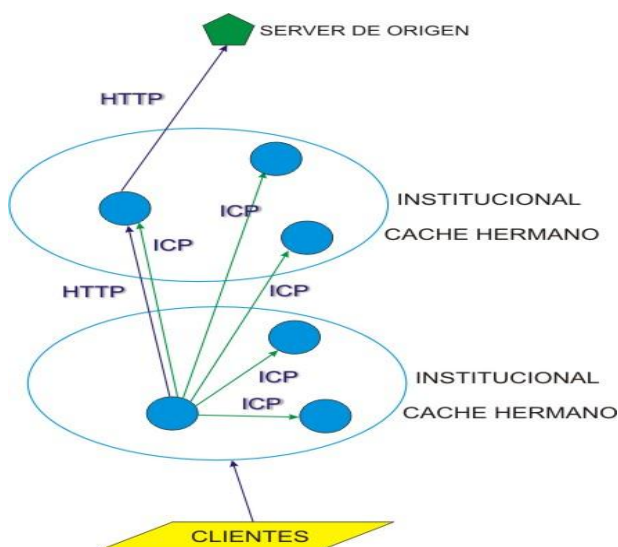 SERVER DE ORIGEN
HTTP
INSTITUCIONAL
ICP
ICP
CACHE HERMANO
HTTP
ICP
INSTITUCIONAL
ICP
ICP
CACHE HERMANO
CLIENTES